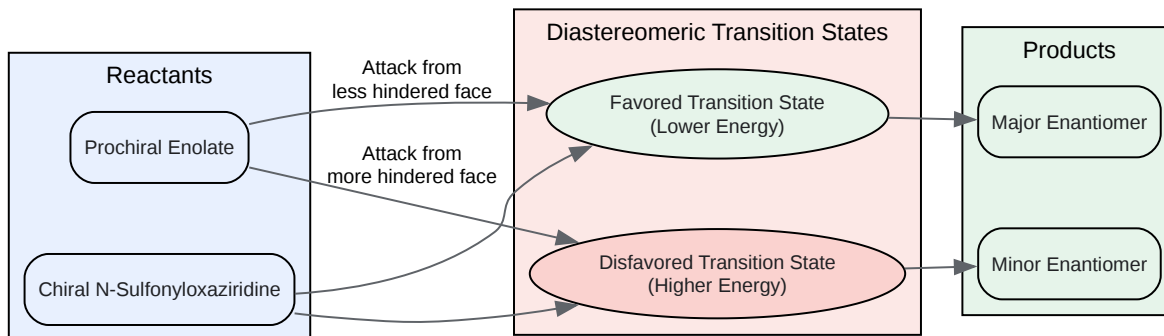 Reactants
Prochiral Enolate
Chiral N-Sulfonyloxaziridine
Attack from
less hindered face
Attack from
more hindered face
Diastereomeric Transition States
Favored Transition State
(Lower Energy)
Disfavored Transition State
(Higher Energy)
Products
Major Enantiomer
Minor Enantiomer